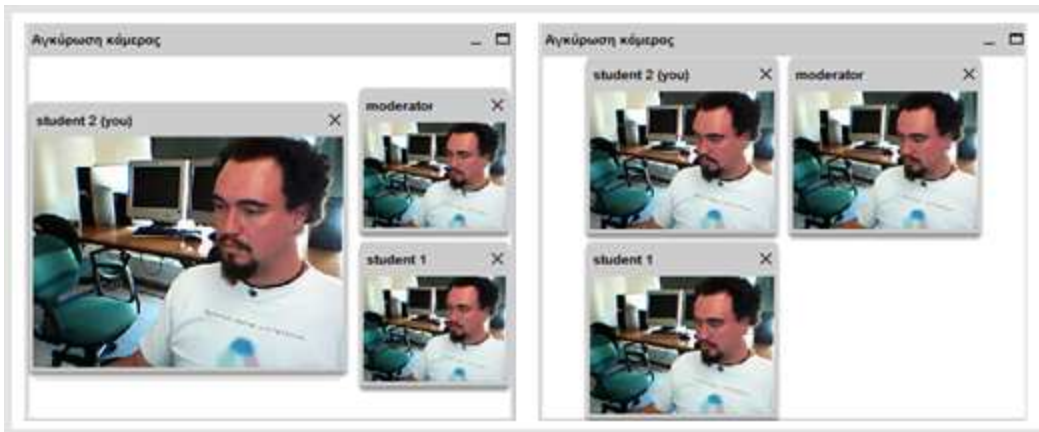 Αγκύρωση κάμερας
student 2 (you)
moderator
student 1
Αγκύρωση κάμερας
student 2 (you)
moderator
student 1